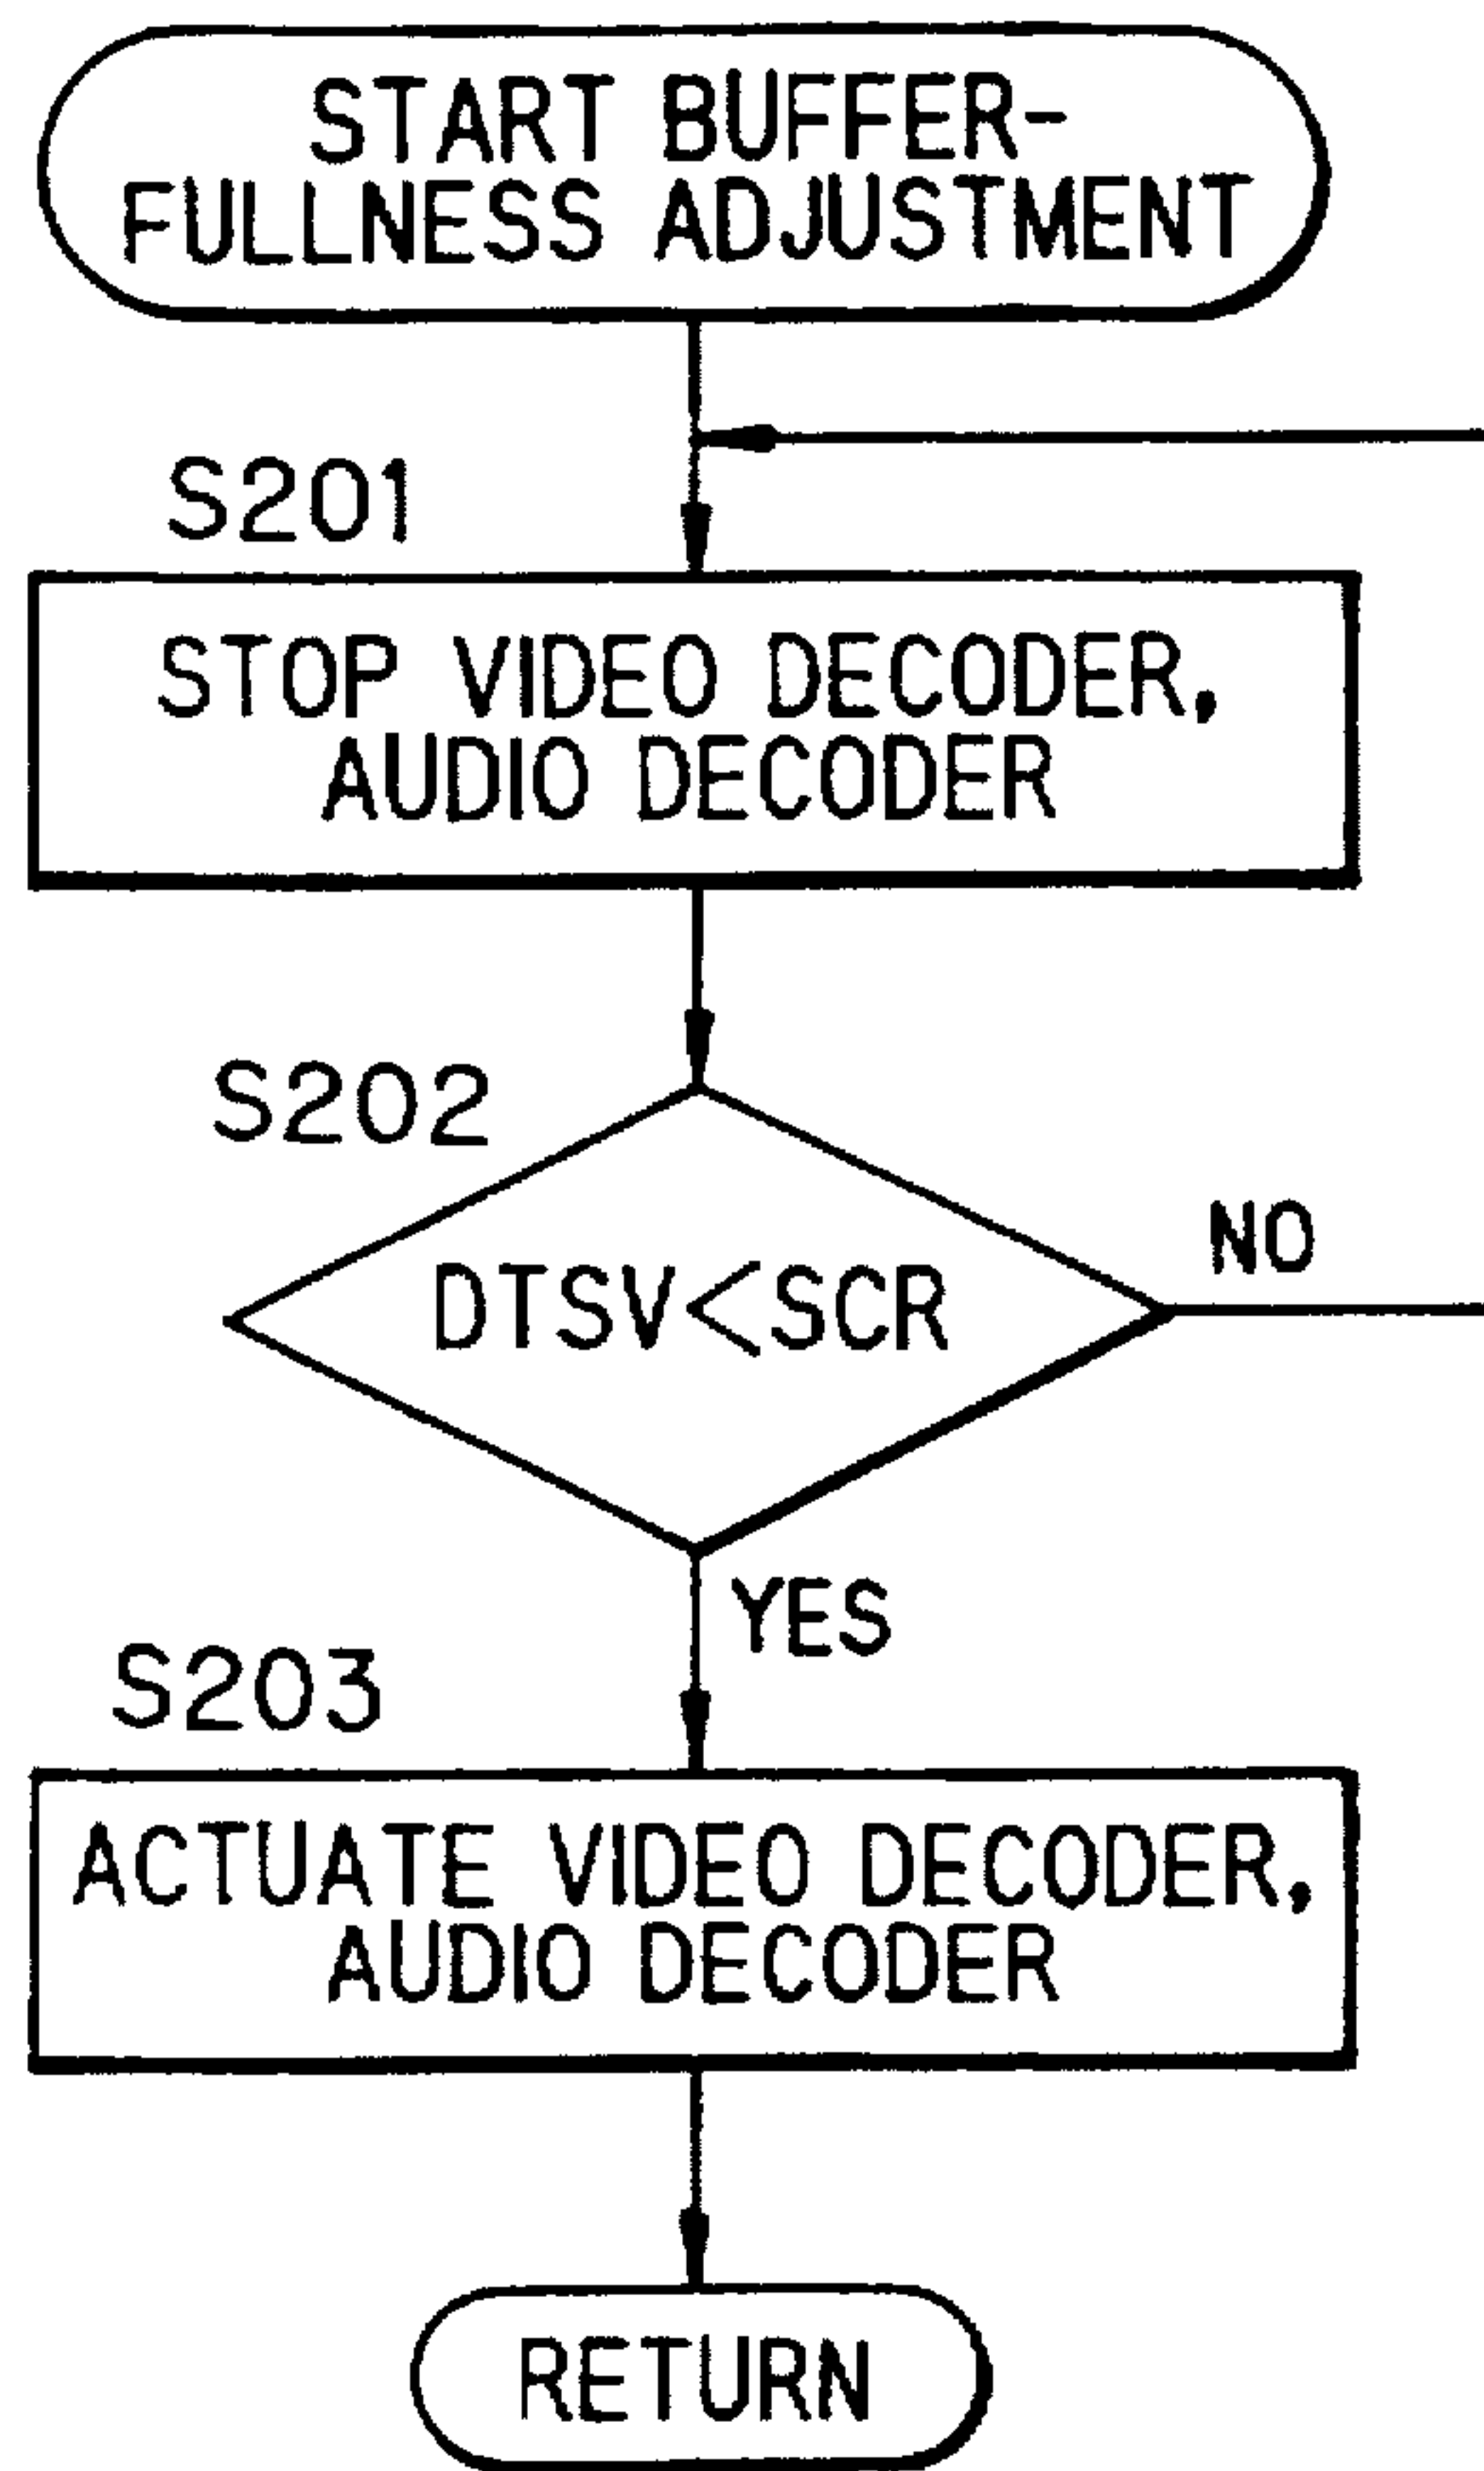 START BUFFER-
FULLNESS ADJUSTMENT
S201
STOP VIDEO DECODER,
AUDIO DECODER
S202
DTSV<SCR
NO
YES
S203
ACTUATE VIDEO DECODER,
AUDIO DECODER
RETURN